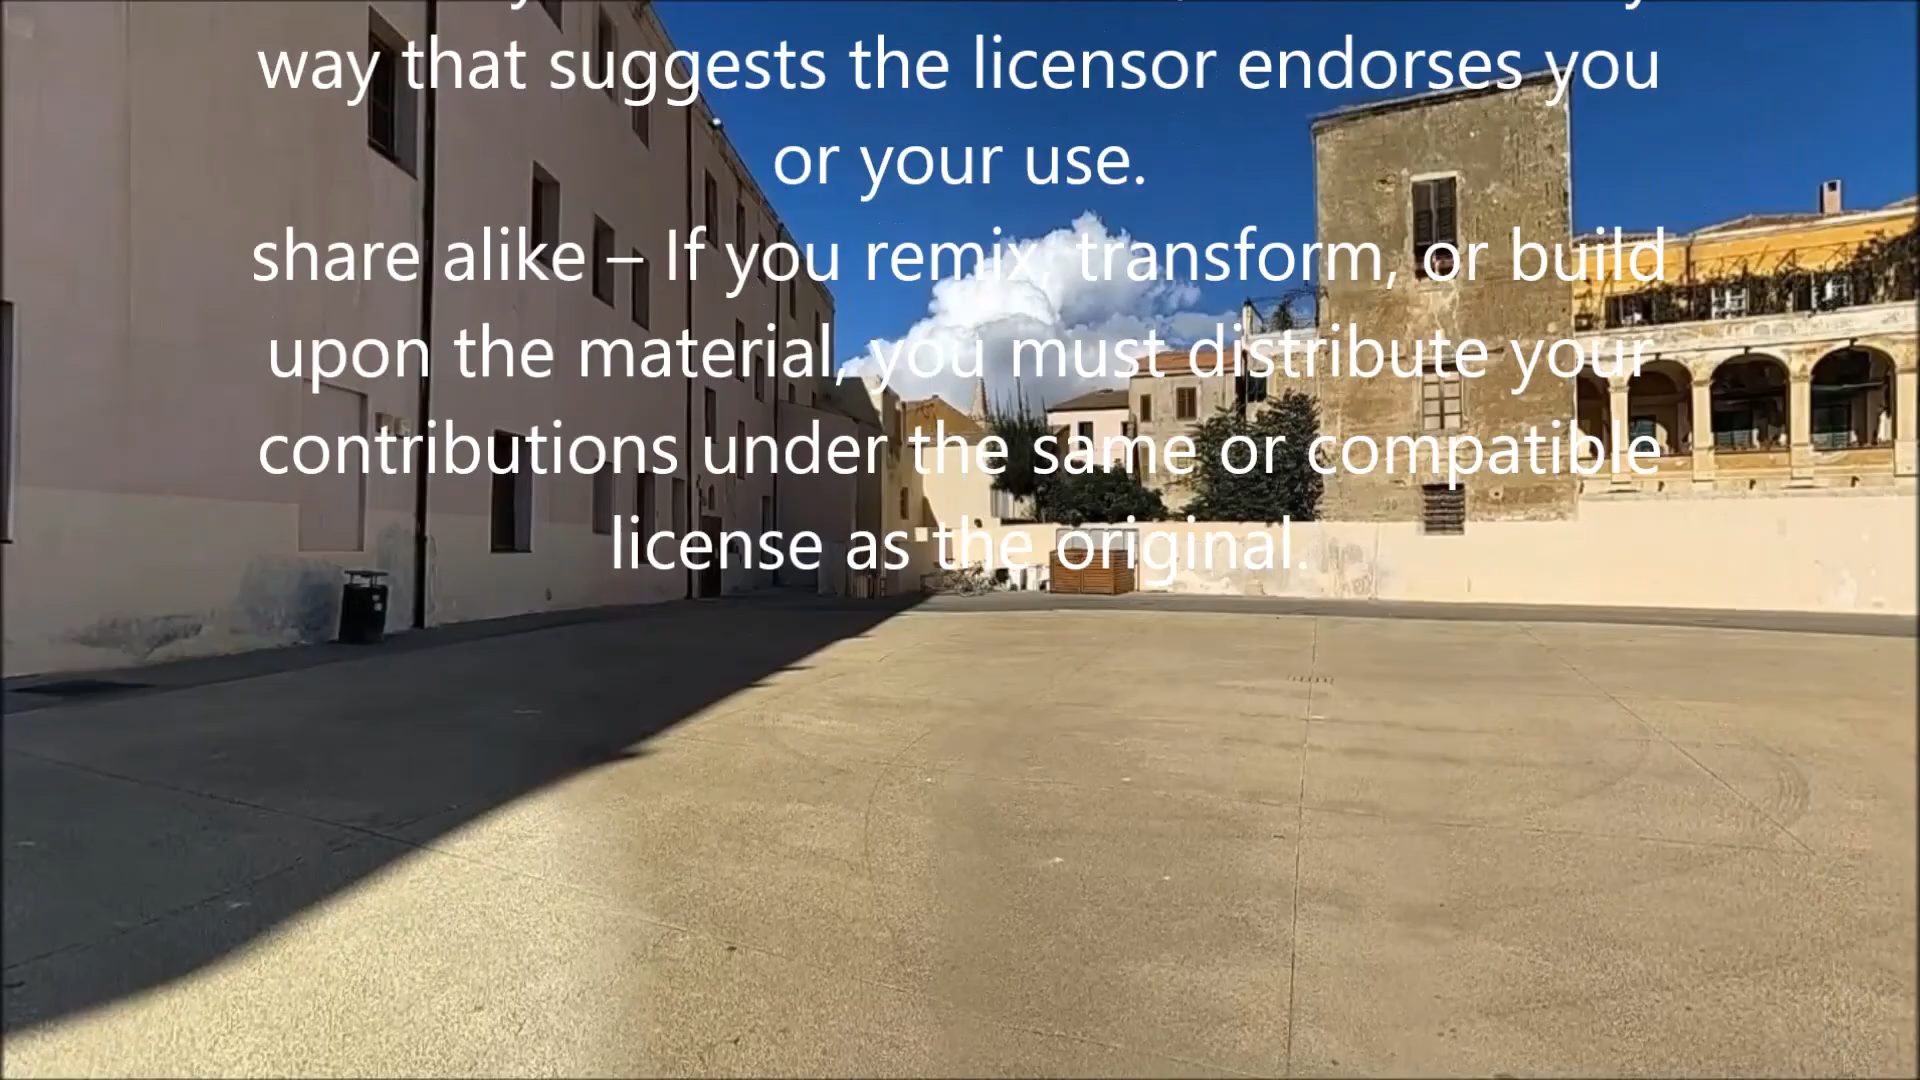 way that suggests the licensor endorses you
or your use.
share alike – If you remix, transform, or build
upon the material, you must distribute your
contributions under the same or compatible
license as the original.